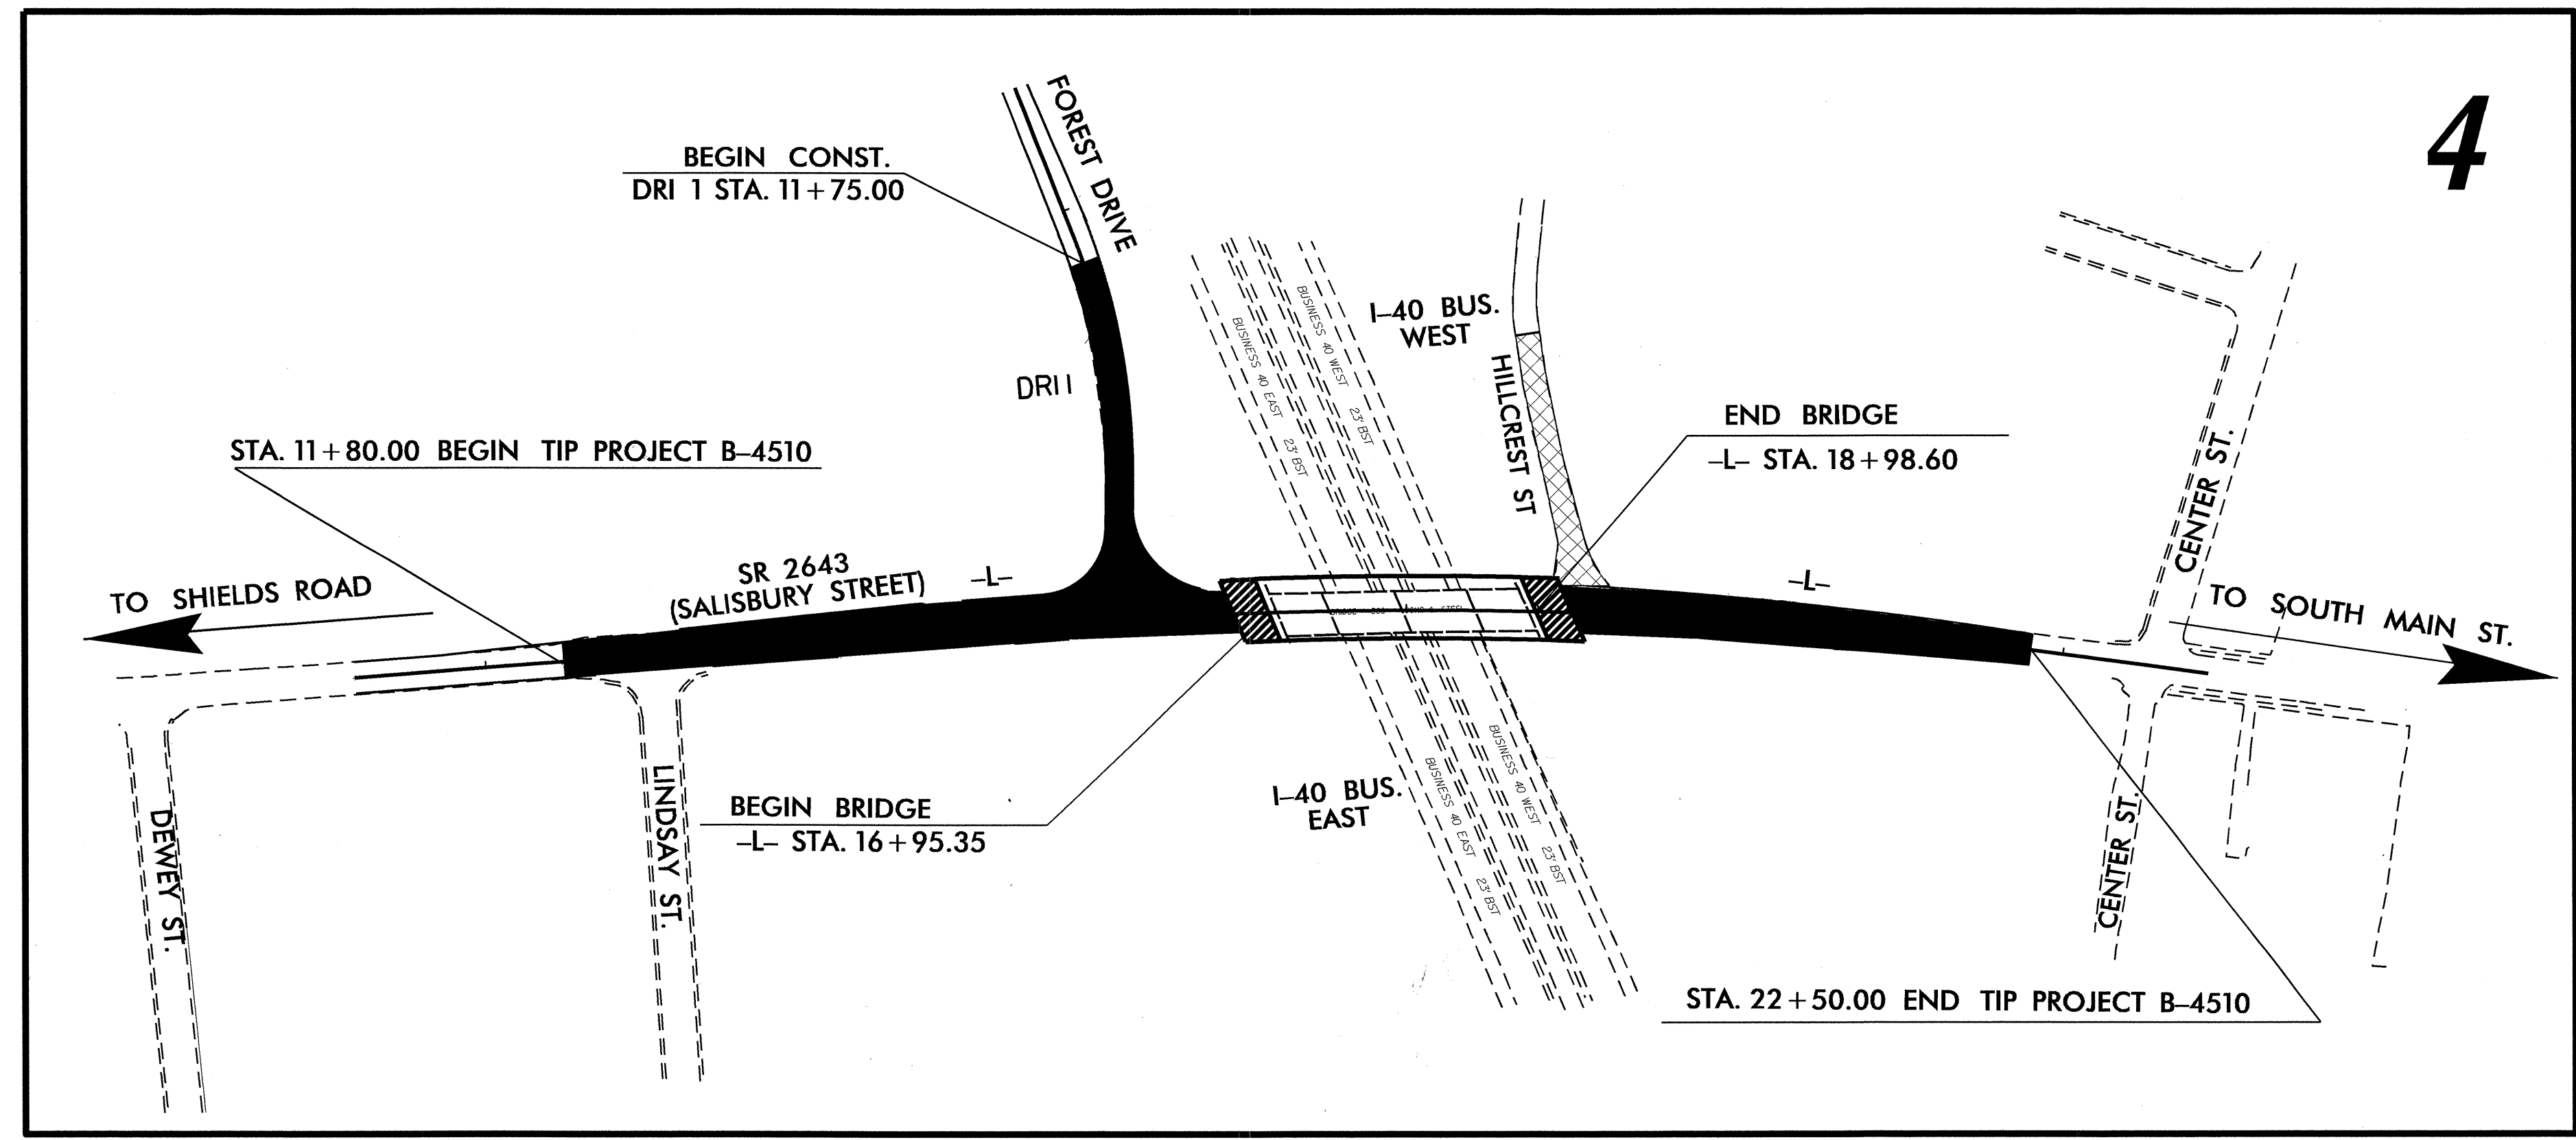 4
FOREST DRIVE
BEGIN CONST.
DRI 1 STA. 11+75.00
I–40 BUS.
WEST
BUSINESS 40 WEST 23' BST
BUSINESS 40 EAST 23' BST
DRI 1
HILLCREST ST
END BRIDGE
–L– STA. 18+98.60
STA. 11+80.00 BEGIN TIP PROJECT B–4510
CENTER ST.
SR 2643
(SALISBURY STREET)
–L–
–L–
TO SHIELDS ROAD
TO SOUTH MAIN ST.
BEGIN BRIDGE
–L– STA. 16+95.35
I–40 BUS.
EAST
BUSINESS 40 WEST 23' BST
BUSINESS 40 EAST 23' BST
DEWEY ST.
LINDSAY ST.
CENTER ST.
STA. 22+50.00 END TIP PROJECT B–4510